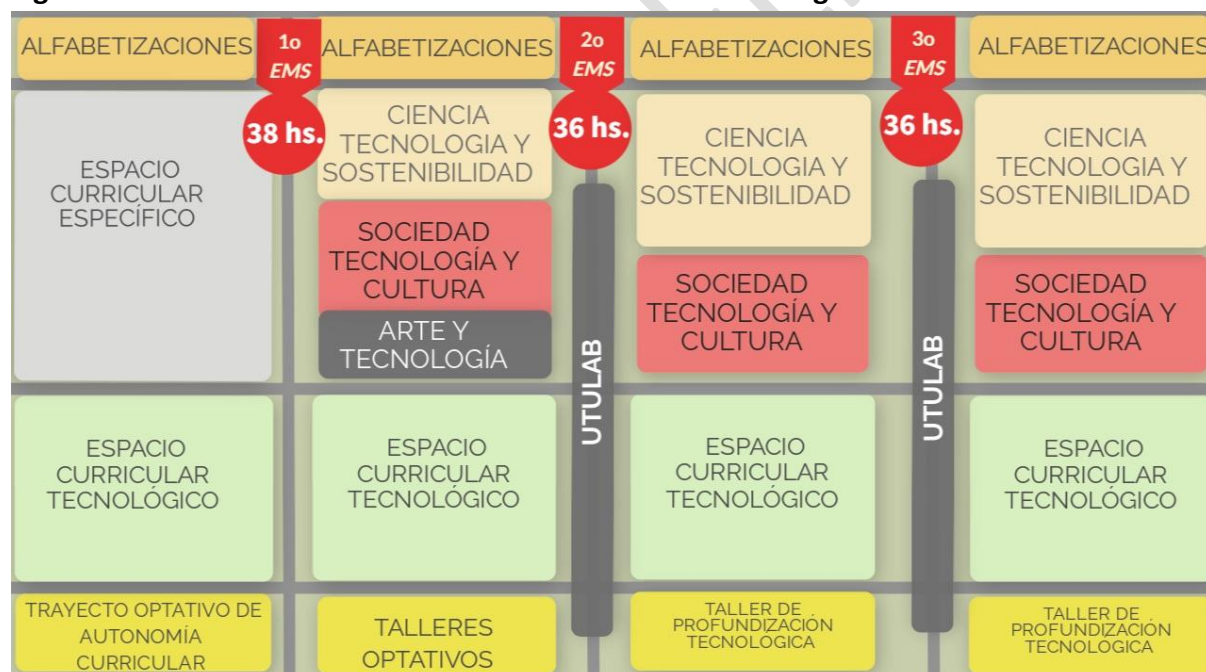 ALFABETIZACIONES
1o
EMS
38 hs.
ALFABETIZACIONES
2o
EMS
36 hs.
ALFABETIZACIONES
3o
EMS
36 hs.
ALFABETIZACIONES
ESPACIO
CURRICULAR
ESPECÍFICO
CIENCIA
TECNOLOGIA Y
SOSTENIBILIDAD
SOCIEDAD
TECNOLOGÍA Y
CULTURA
ARTE Y
TECNOLOGÍA
CIENCIA
TECNOLOGIA Y
SOSTENIBILIDAD
SOCIEDAD
TECNOLOGÍA Y
CULTURA
CIENCIA
TECNOLOGIA Y
SOSTENIBILIDAD
SOCIEDAD
TECNOLOGÍA Y
CULTURA
UTULAB
UTULAB
ESPACIO
CURRICULAR
TECNOLÓGICO
ESPACIO
CURRICULAR
TECNOLÓGICO
ESPACIO
CURRICULAR
TECNOLÓGICO
ESPACIO
CURRICULAR
TECNOLÓGICO
TRAYECTO OPTATIVO DE
AUTONOMÍA
CURRICULAR
TALLERES
OPTATIVOS
TALLER DE
PROFUNDIZACIÓN
TECNOLÓGICA
TALLER DE
PROFUNDIZACIÓN
TECNOLÓGICA